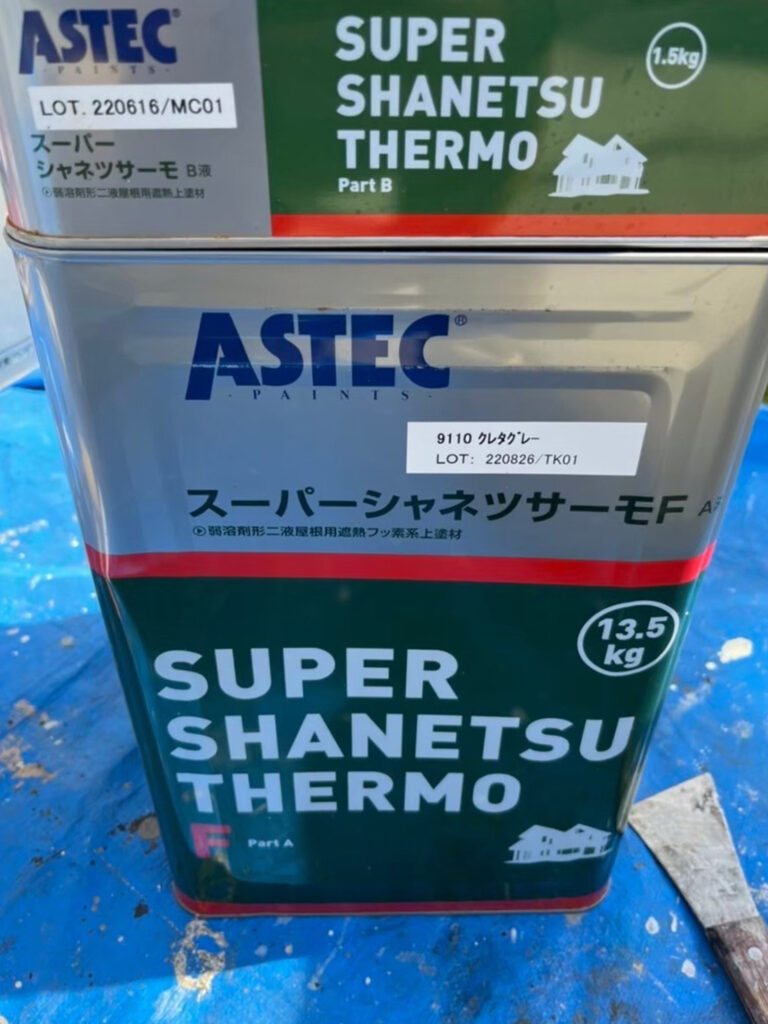 ASTEC®
PAINTS
LOT. 220616/MC01
スーパー
シャネツサーモ B液
弱溶剤形二液屋根用遮熱上塗材
SUPER
SHANETSU
THERMO
Part B
1.5kg
ASTEC®
PAINTS
9110 クレタグレー
LOT: 220826/TK01
スーパーシャネツサーモF A
弱溶剤形二液屋根用遮熱フッ素系上塗材
13.5
kg
SUPER
SHANETSU
THERMO
F Part A